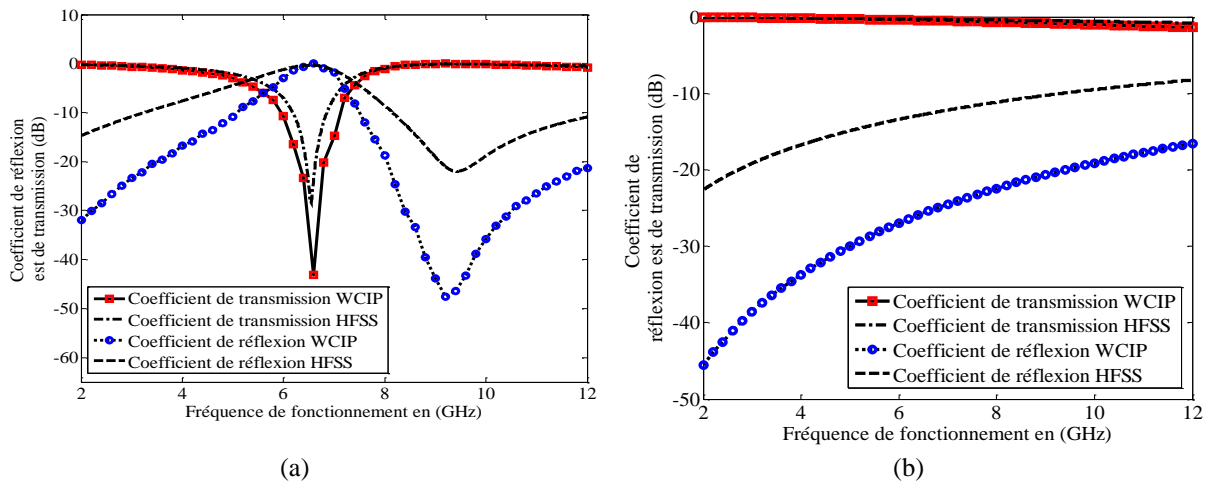 10
0
-10
-20
-30
-40
-50
-60
2
4
6
8
10
12
Coefficient de réflexion
est de transmission (dB)
Fréquence de fonctionnement en (GHz)
Coefficient de transmission WCIP
Coefficient de transmission HFSS
Coefficient de réflexion WCIP
Coefficient de réflexion HFSS
(a)
0
-10
-20
-30
-40
-50
2
4
6
8
10
12
Coefficient de
réflexion est de transmission (dB)
Fréquence de fonctionnement en (GHz)
Coefficient de transmission WCIP
Coefficient de transmission HFSS
Coefficient de réflexion WCIP
Coefficient de réflexion HFSS
(b)